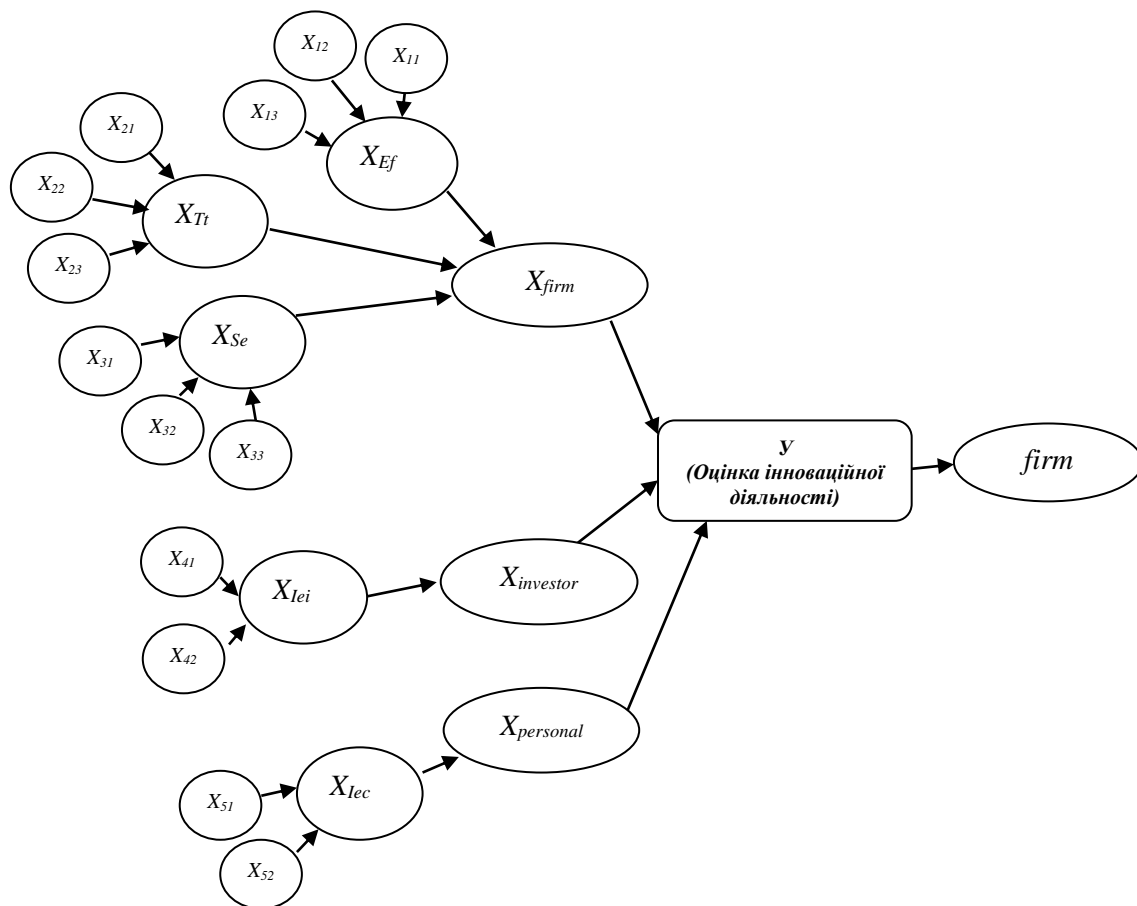 X12
X11
X13
XEf
X21
X22
XTt
X23
Xfirm
XSe
X31
X32
X33
У
(Оцінка інноваційної
діяльності)
firm
X41
XIei
Xinvestor
X42
Xpersonal
XIec
X51
X52